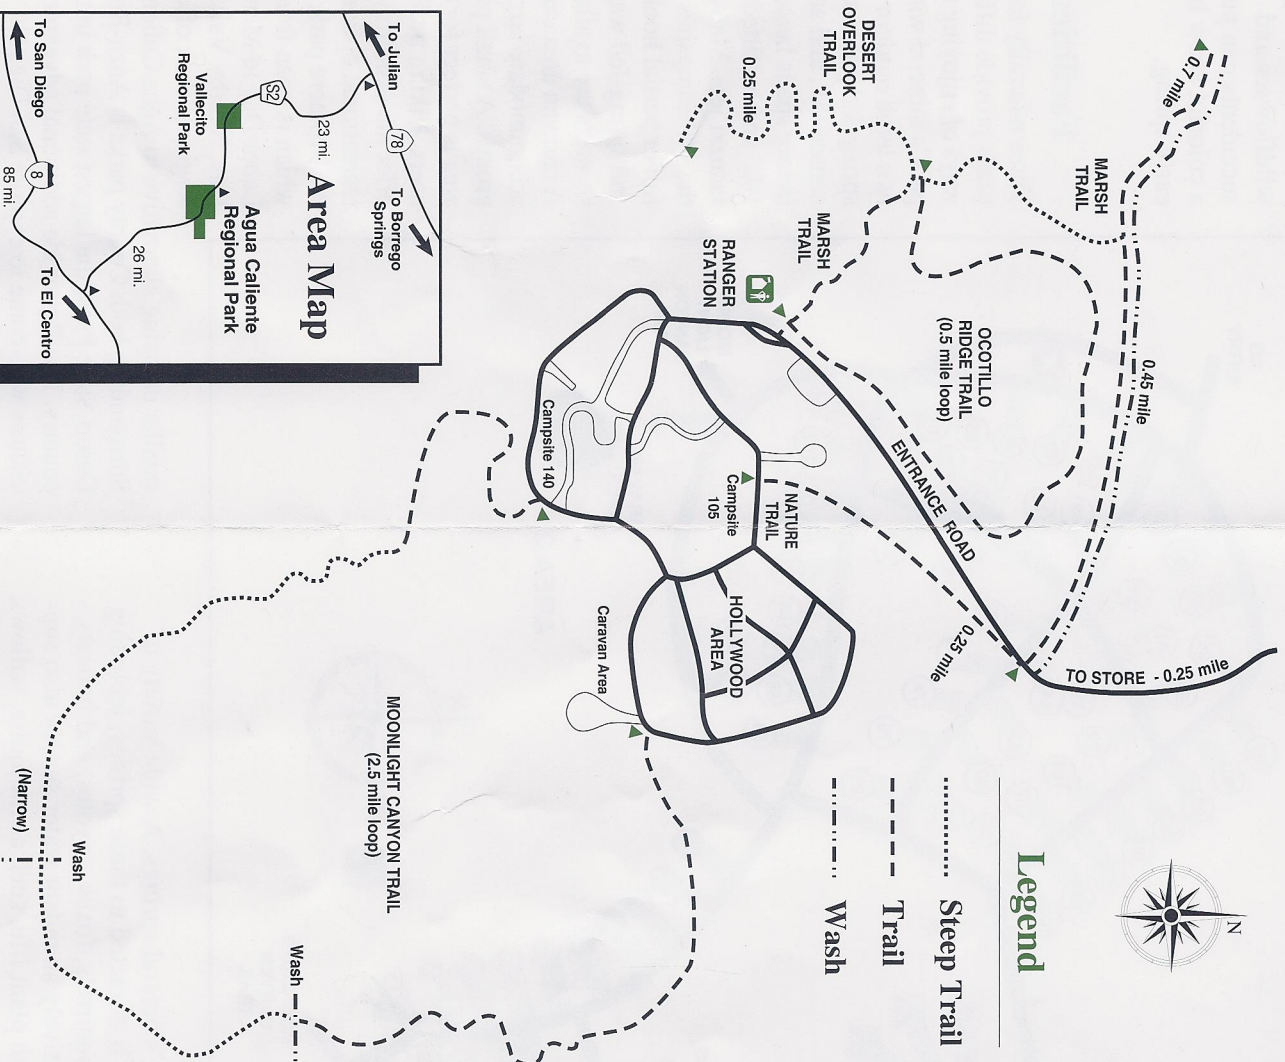 0.7 mile
MARSH
TRAIL
DESERT
OVERLOOK
TRAIL
0.25 mile
MARSH
TRAIL
RANGER
STATION
OCOTILLO
RIDGE TRAIL
(0.5 mile loop)
0.45 mile
ENTRANCE ROAD
NATURE
TRAIL
Campsite
105
Campsite 140
HOLLYWOOD
AREA
Caravan Area
0.25 mile
TO STORE - 0.25 mile
MOONLIGHT CANYON TRAIL
(2.5 mile loop)
Wash
(Narrow)
Wash
N
Legend
Steep Trail
Trail
Wash
Area Map
To Julian
78
To Borrego
Springs
S2
23 mi.
Vallecito
Regional Park
Agua Caliente
Regional Park
26 mi.
To San Diego
8
85 mi.
To El Centro